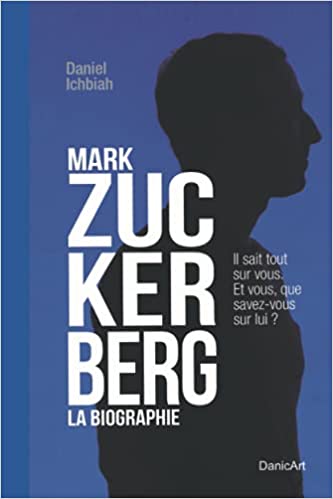 Daniel
Ichbiah
MARK
ZUC
KER
BERG
LA BIOGRAPHIE
Il sait tout
sur vous.
Et vous, que
savez-vous
sur lui ?
DanicArt